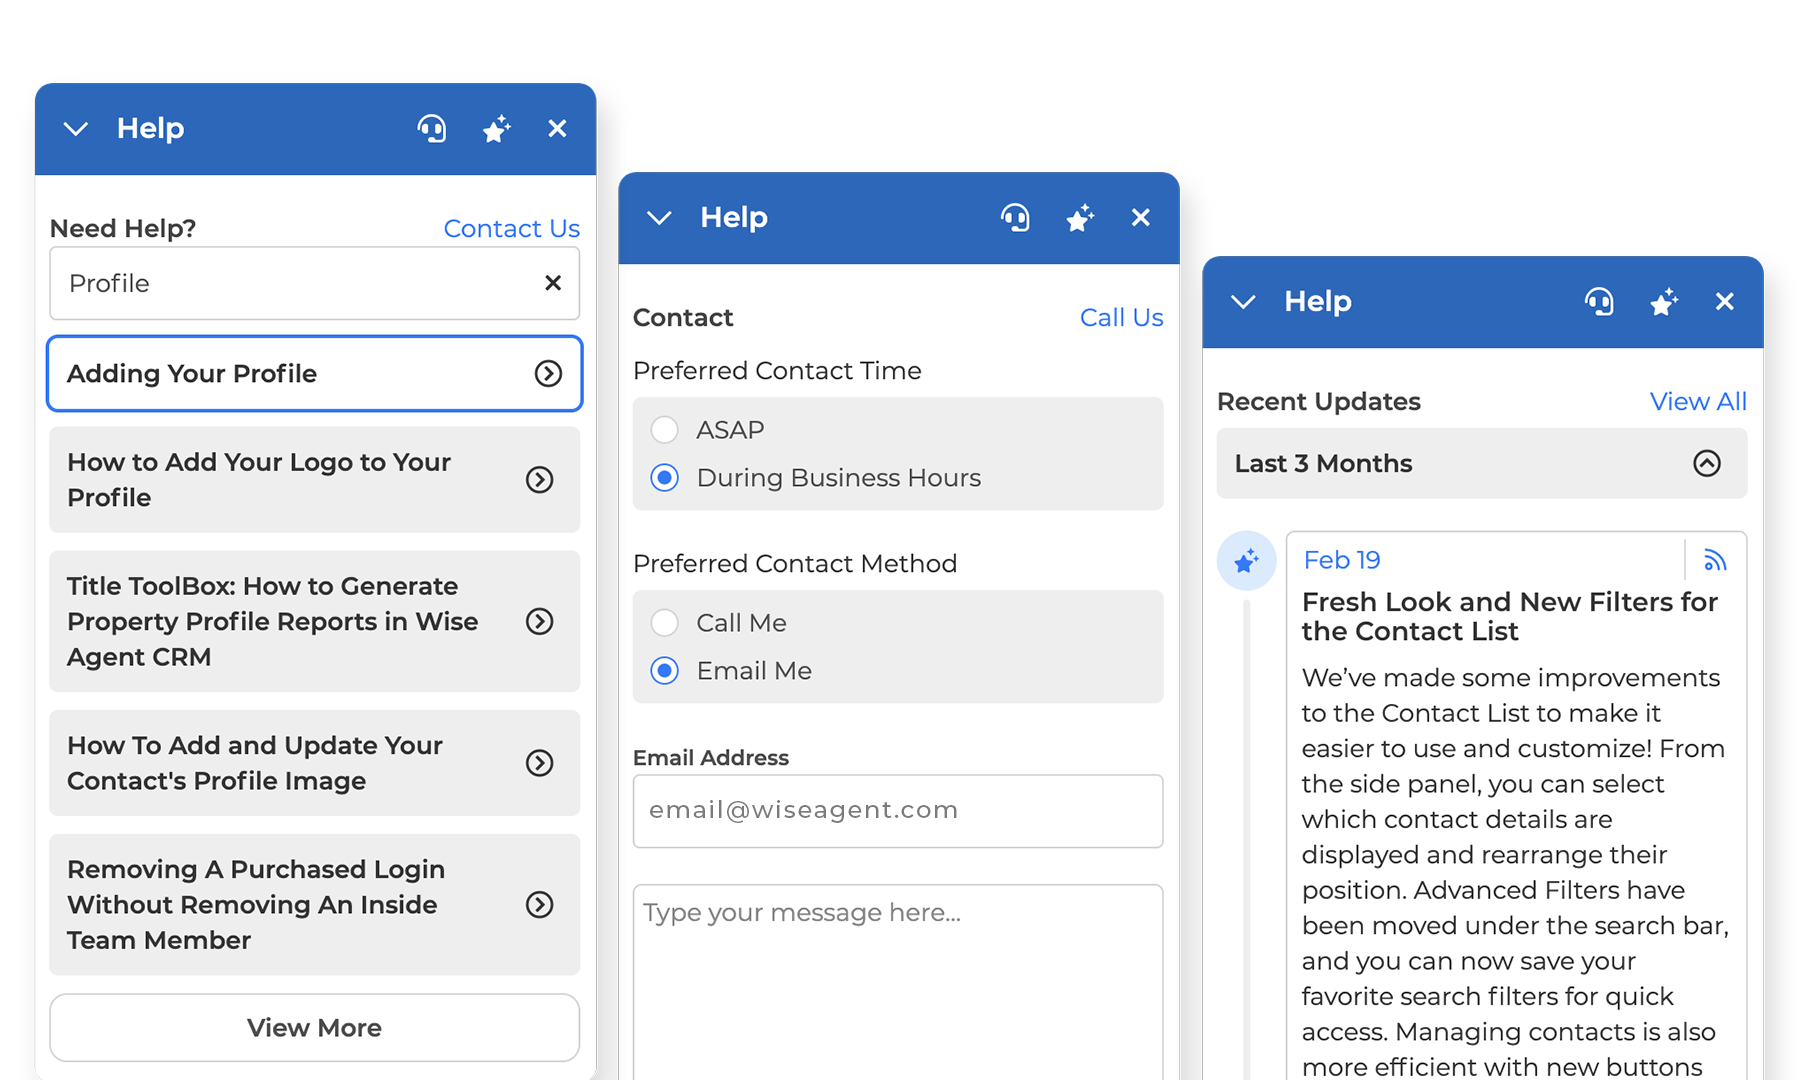 Help
Need Help?
Contact Us
Profile
Adding Your Profile
How to Add Your Logo to Your
Profile
Title ToolBox: How to Generate
Property Profile Reports in Wise
Agent CRM
How To Add and Update Your
Contact's Profile Image
Removing A Purchased Login
Without Removing An Inside
Team Member
View More
Help
Contact
Call Us
Preferred Contact Time
ASAP
During Business Hours
Preferred Contact Method
Call Me
Email Me
Email Address
email@wiseagent.com
Type your message here...
Help
Recent Updates
View All
Last 3 Months
Feb 19
Fresh Look and New Filters for
the Contact List
We’ve made some improvements
to the Contact List to make it
easier to use and customize! From
the side panel, you can select
which contact details are
displayed and rearrange their
position. Advanced Filters have
been moved under the search bar,
and you can now save your
favorite search filters for quick
access. Managing contacts is also
more efficient with new buttons